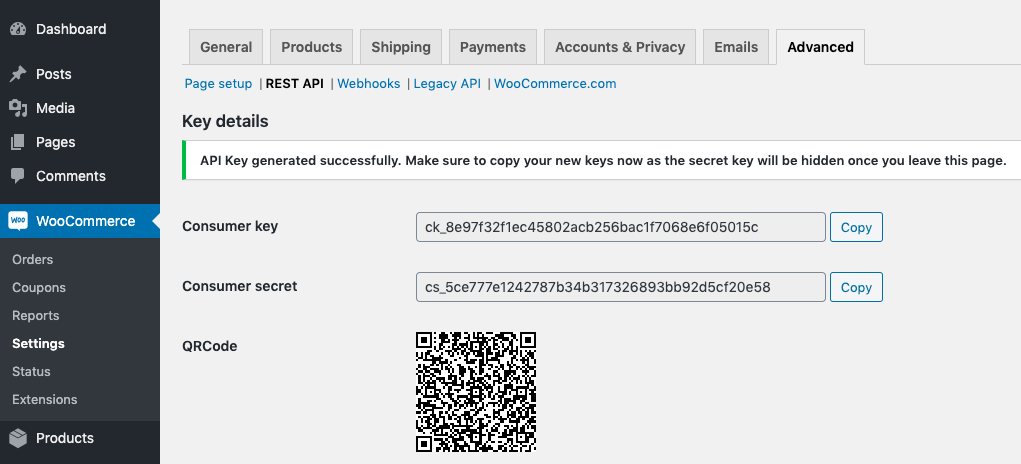 Dashboard
General Products Shipping Payments Accounts & Privacy Emails Advanced
Posts
Media
Pages
Comments
WooCommerce
Orders
Coupons
Reports
Settings
Status
Extensions
Products
Page setup | REST API | Webhooks | Legacy API | WooCommerce.com
Key details
API Key generated successfully. Make sure to copy your new keys now as the secret key will be hidden once you leave this page.
Consumer key ck_8e97f32f1ec45802acb256bac1f7068e6f05015c Copy
Consumer secret cs_5ce777e1242787b34b317326893bb92d5cf20e58 Copy
QRCode